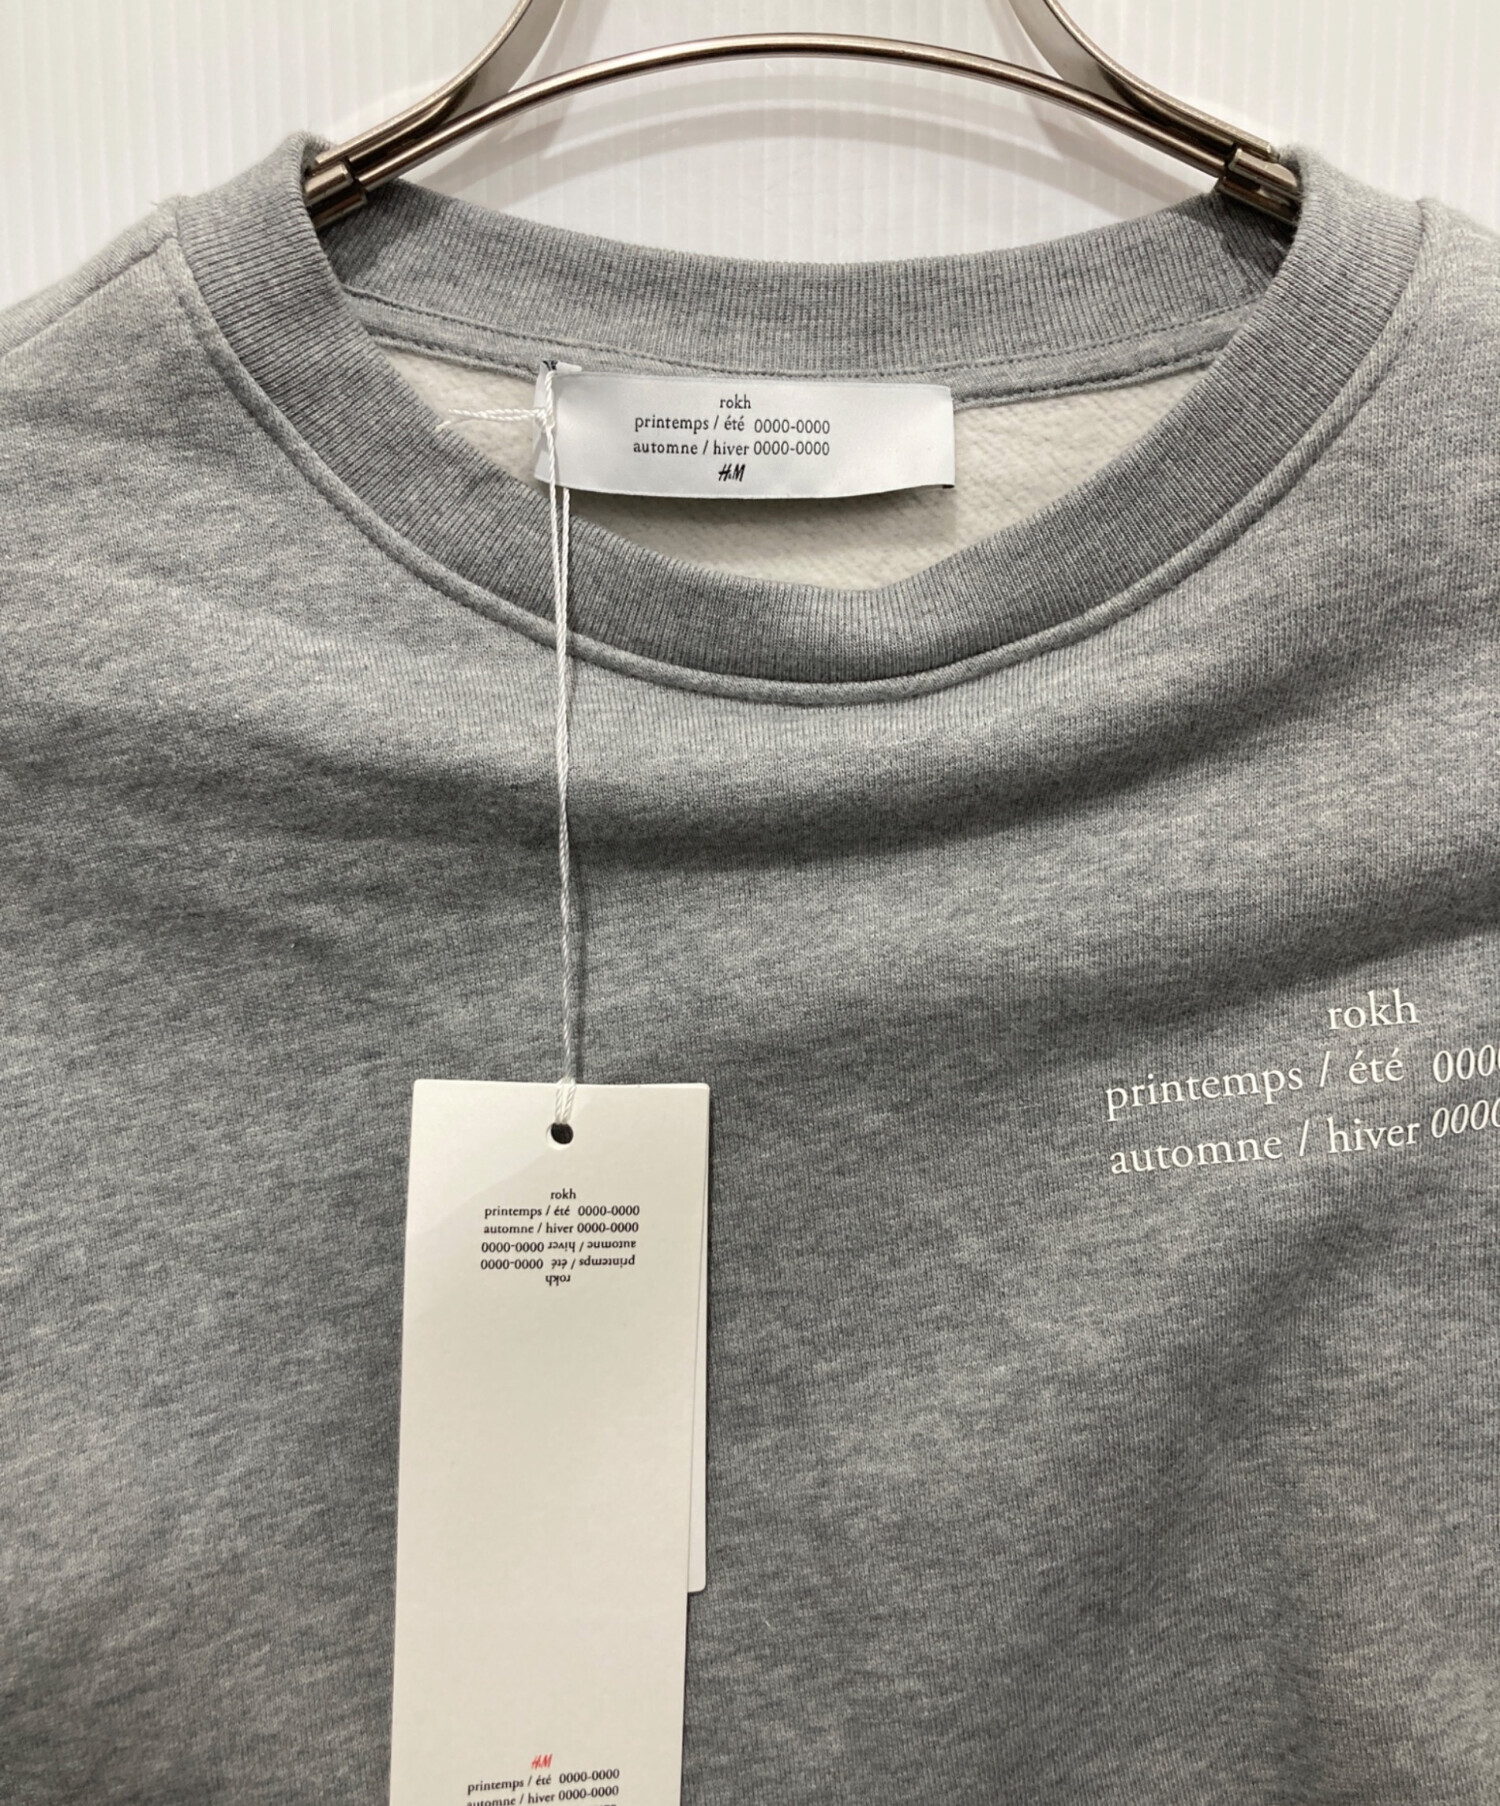 rokh
printemps / été 0000-0000
automne / hiver 0000-0000
H&M
rokh
printemps / été 000
automne / hiver 0000
rokh
printemps / été 0000-0000
automne / hiver 0000-0000
automne / hiver 0000-0000
printemps / été 0000-0000
rokh
H&M
printemps / été 0000-0000
automne / hiver 0000-0000